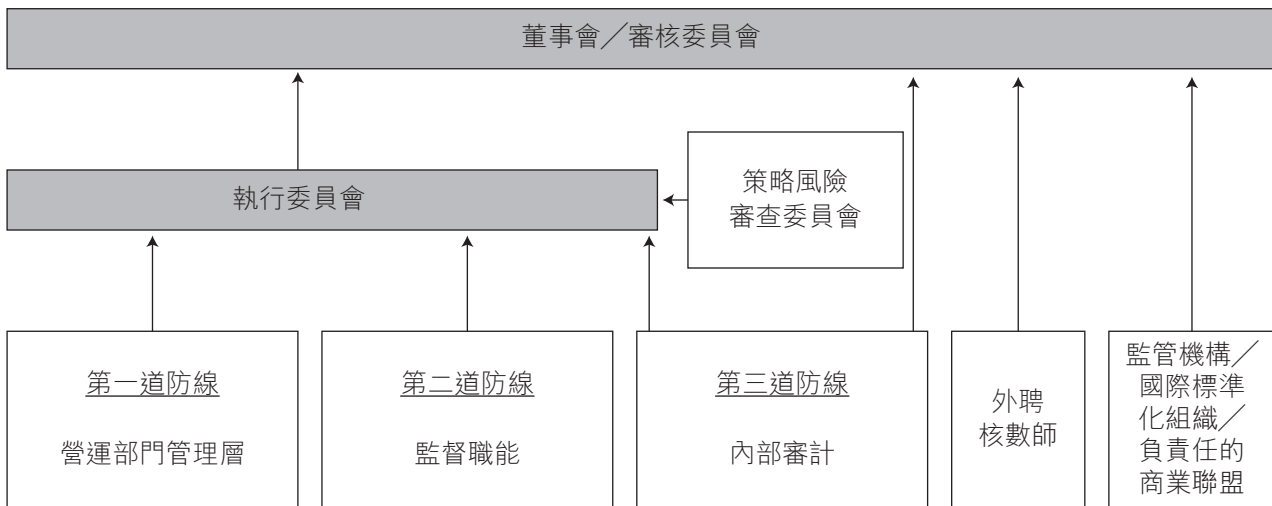 董事會／審核委員會
執行委員會
策略風險
審查委員會
第一道防線
營運部門管理層
第二道防線
監督職能
第三道防線
內部審計
外聘
核數師
監管機構／
國際標準
化組織／
負責任的
商業聯盟